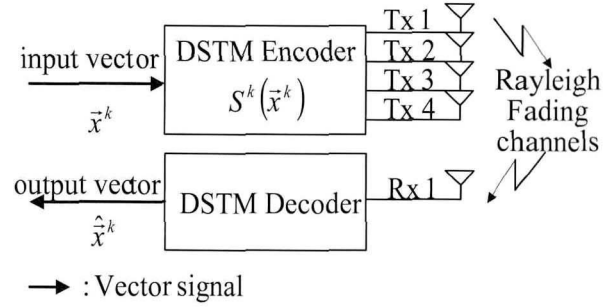 Tx 1
input vector
DSTM Encoder
Tx 2
Tx 3
S^k(x⃗^k)
Tx 4
x⃗^k
Rayleigh
Fading
channels
output vector
DSTM Decoder
Rx 1
x̂⃗^k
: Vector signal